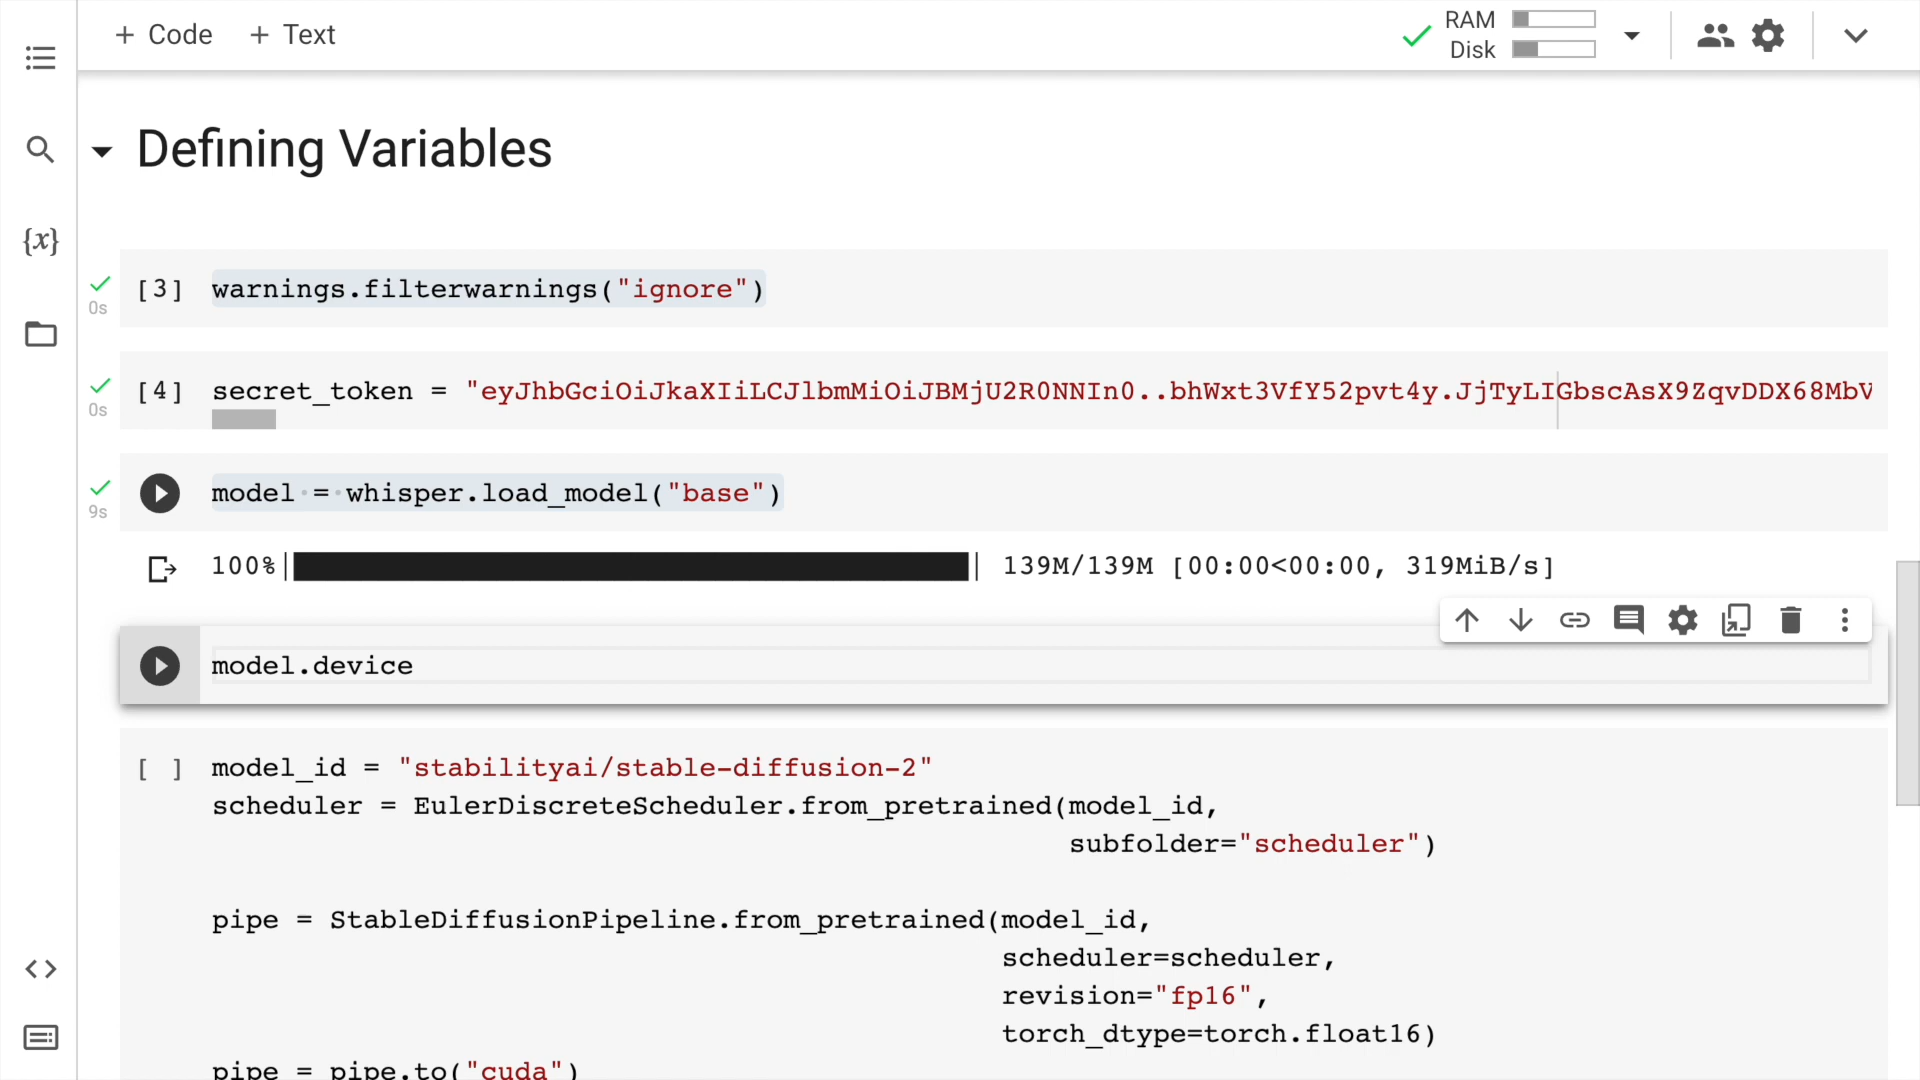 + Code + Text
RAM
Disk
Defining Variables
{x}
[3] warnings.filterwarnings("ignore")
0s
[4] secret_token = "eyJhbGciOiJkaXIiLCJlbmMiOiJBMjU2R0NNIn0..bhWxt3VfY52pvt4y.JjTyLIGbscAsX9ZqvDDX68MbV
0s
model = whisper.load_model("base")
9s
100%| | 139M/139M [00:00<00:00, 319MiB/s]
model.device
[ ] model_id = "stabilityai/stable-diffusion-2"
scheduler = EulerDiscreteScheduler.from_pretrained(model_id,
subfolder="scheduler")
pipe = StableDiffusionPipeline.from_pretrained(model_id,
scheduler=scheduler,
revision="fp16",
torch_dtype=torch.float16)
pipe = pipe.to("cuda")